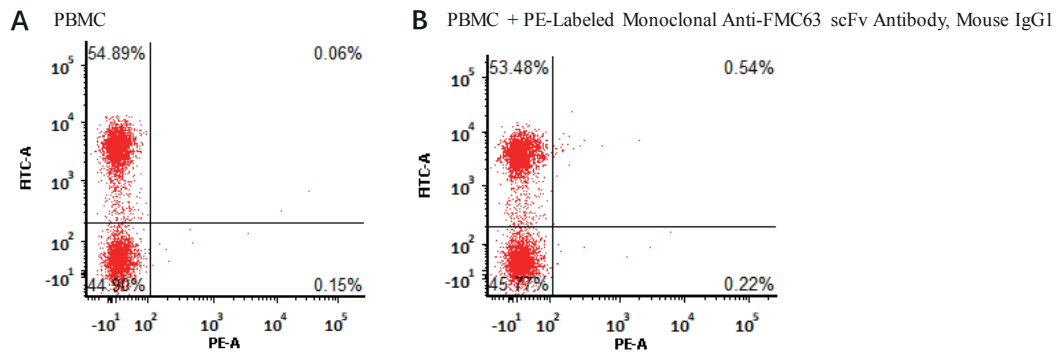 A PBMC
54.89% 0.06%
10^5
10^4
10^3
10^2
-10^1
FITC-A
44.90% 0.15%
-10^1 10^2 10^3 10^4 10^5
PE-A
B PBMC + PE-Labeled Monoclonal Anti-FMC63 scFv Antibody, Mouse IgG1
53.48% 0.54%
10^5
10^4
10^3
10^2
-10^1
FITC-A
45.77% 0.22%
-10^1 10^2 10^3 10^4 10^5
PE-A